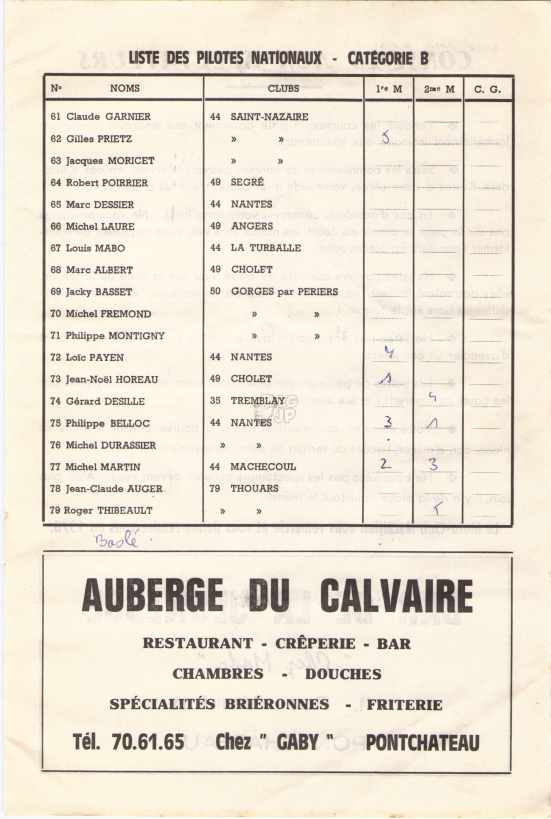 LISTE DES PILOTES NATIONAUX - CATÉGORIE B
No NOMS CLUBS 1re M 2me M C. G.
61 Claude GARNIER 44 SAINT-NAZAIRE
62 Gilles PRIETZ » » 5
63 Jacques MORICET » »
64 Robert POIRRIER 49 SEGRÉ
65 Marc DESSIER 44 NANTES
66 Michel LAURE 49 ANGERS
67 Louis MABO 44 LA TURBALLE
68 Marc ALBERT 49 CHOLET
69 Jacky BASSET 50 GORGES par PERIERS
70 Michel FREMOND » »
71 Philippe MONTIGNY » »
72 Loïc PAYEN 44 NANTES 4
73 Jean-Noël HOREAU 49 CHOLET 1
74 Gérard DESILLE 35 TREMBLAY 4
75 Philippe BELLOC 44 NANTES 3 1
76 Michel DURASSIER » »
77 Michel MARTIN 44 MACHECOUL 2 3
78 Jean-Claude AUGER 79 THOUARS
79 Roger THIBEAULT » » 5
AUBERGE DU CALVAIRE
RESTAURANT - CRÊPERIE - BAR
CHAMBRES - DOUCHES
SPÉCIALITÉS BRIÉRONNES - FRITERIE
Tél. 70.61.65 Chez " GABY " PONTCHATEAU